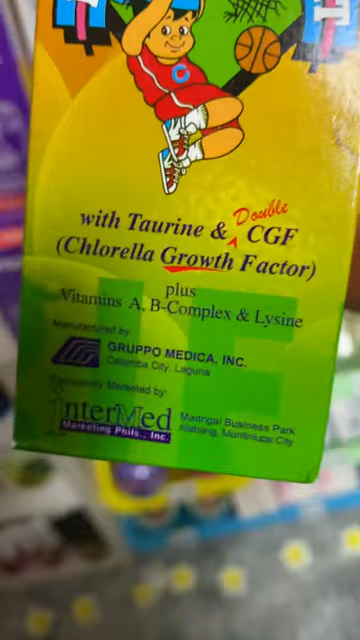 C
with Taurine & Double CGF
(Chlorella Growth Factor)
plus
Vitamins A, B-Complex & Lysine
Manufactured by
GRUPPO MEDICA, INC.
Calamba City, Laguna
Exclusively Marketed by:
InterMed
Marketing Phils., Inc.
Madrigal Business Park
Alabang, Muntinlupa City